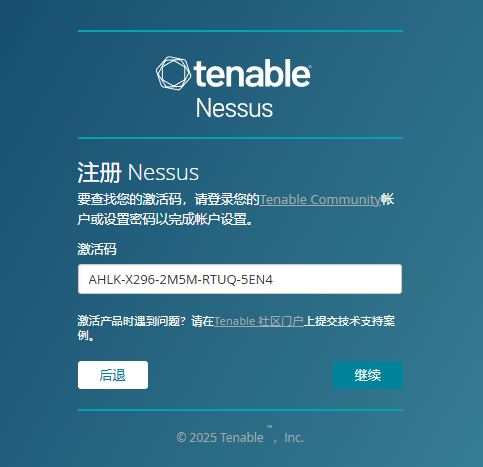 tenable®
Nessus
注册 Nessus
要查找您的激活码，请登录您的Tenable Community帐
户或设置密码以完成帐户设置。
激活码
AHLK-X296-2M5M-RTUQ-5EN4
激活产品时遇到问题？请在Tenable 社区门户上提交技术支持案
例。
后退
继续
© 2025 Tenable ™, Inc.